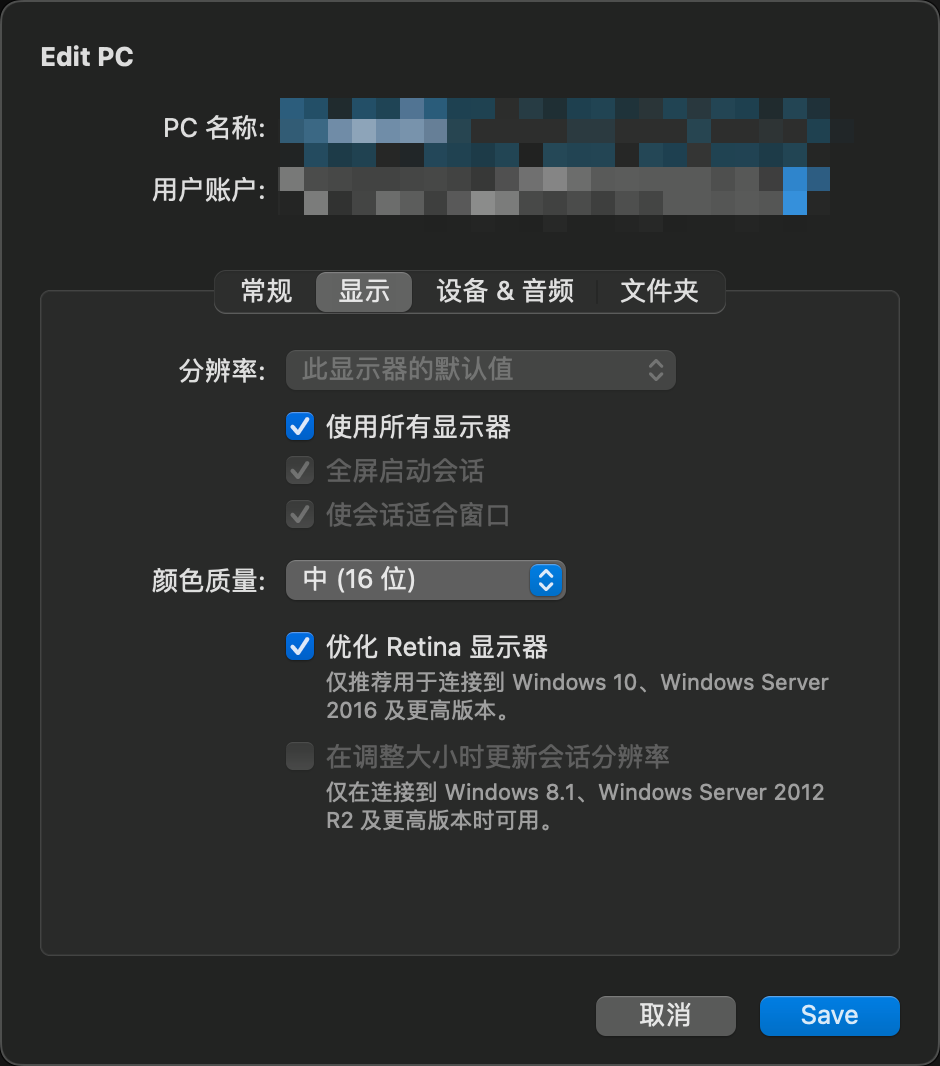 Edit PC
PC 名称:
用户账户:
常规 显示 设备 & 音频 文件夹
分辨率: 此显示器的默认值
使用所有显示器
全屏启动会话
使会话适合窗口
颜色质量: 中 (16 位)
优化 Retina 显示器
仅推荐用于连接到 Windows 10、Windows Server
2016 及更高版本。
在调整大小时更新会话分辨率
仅在连接到 Windows 8.1、Windows Server 2012
R2 及更高版本时可用。
取消 Save